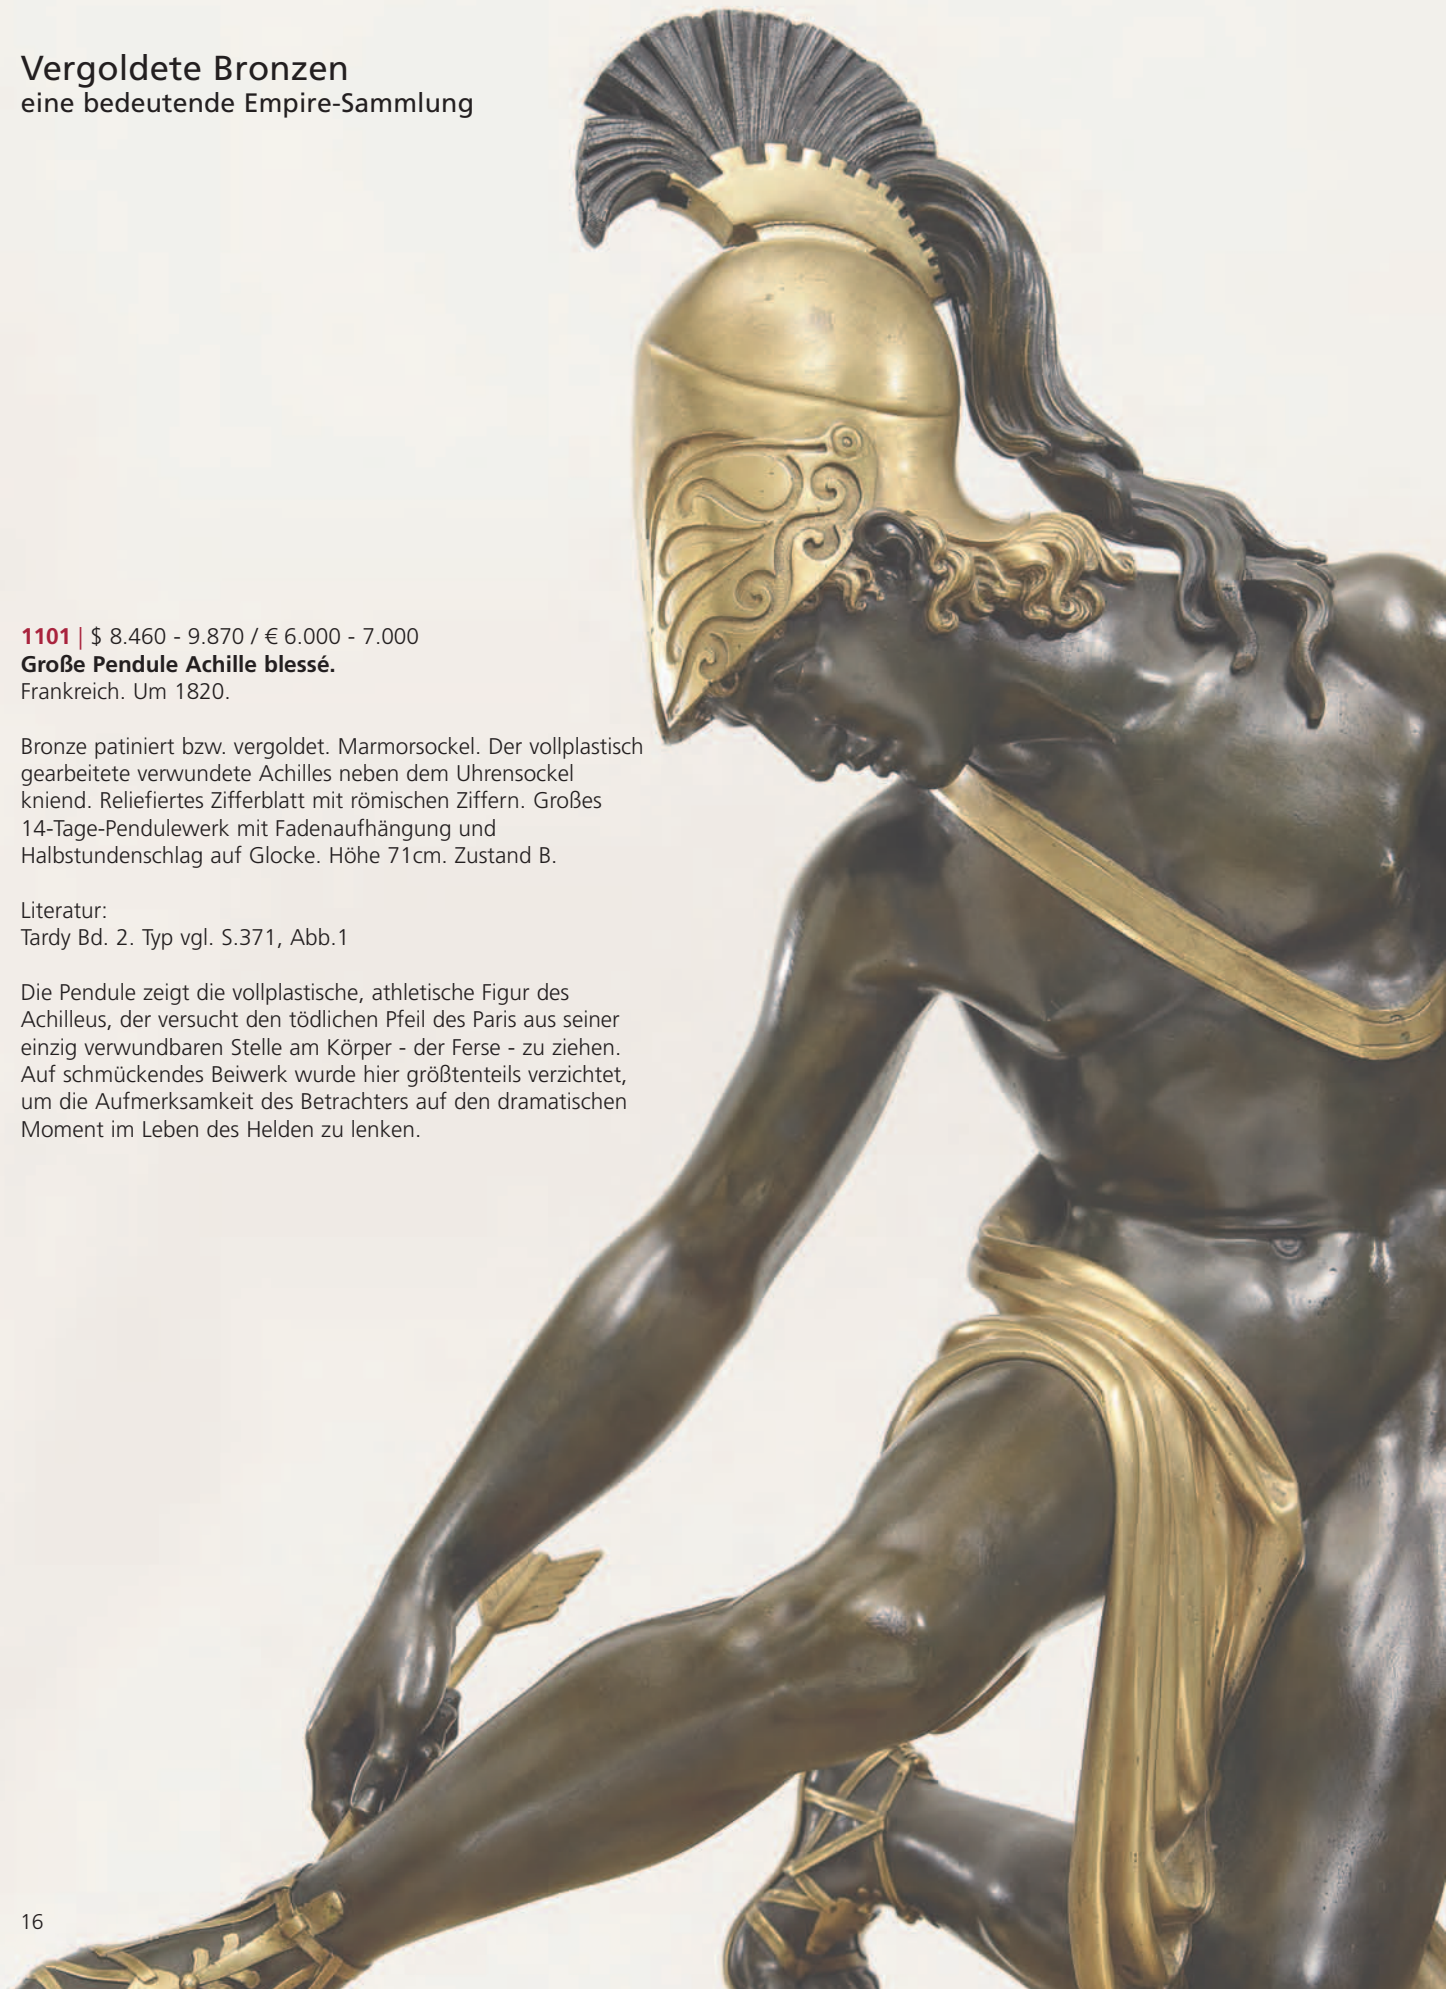 Vergoldete Bronzen
eine bedeutende Empire-Sammlung
1101 | $ 8.460 - 9.870 / € 6.000 - 7.000
Große Pendule Achille blessé.
Frankreich. Um 1820.
Bronze patiniert bzw. vergoldet. Marmorsockel. Der vollplastisch
gearbeitete verwundete Achilles neben dem Uhrensockel
kniend. Reliefiertes Zifferblatt mit römischen Ziffern. Großes
14-Tage-Pendulewerk mit Fadenaufhängung und
Halbstundenschlag auf Glocke. Höhe 71cm. Zustand B.
Literatur:
Tardy Bd. 2. Typ vgl. S.371, Abb.1
Die Pendule zeigt die vollplastische, athletische Figur des
Achilleus, der versucht den tödlichen Pfeil des Paris aus seiner
einzig verwundbaren Stelle am Körper - der Ferse - zu ziehen.
Auf schmückendes Beiwerk wurde hier größtenteils verzichtet,
um die Aufmerksamkeit des Betrachters auf den dramatischen
Moment im Leben des Helden zu lenken.
16